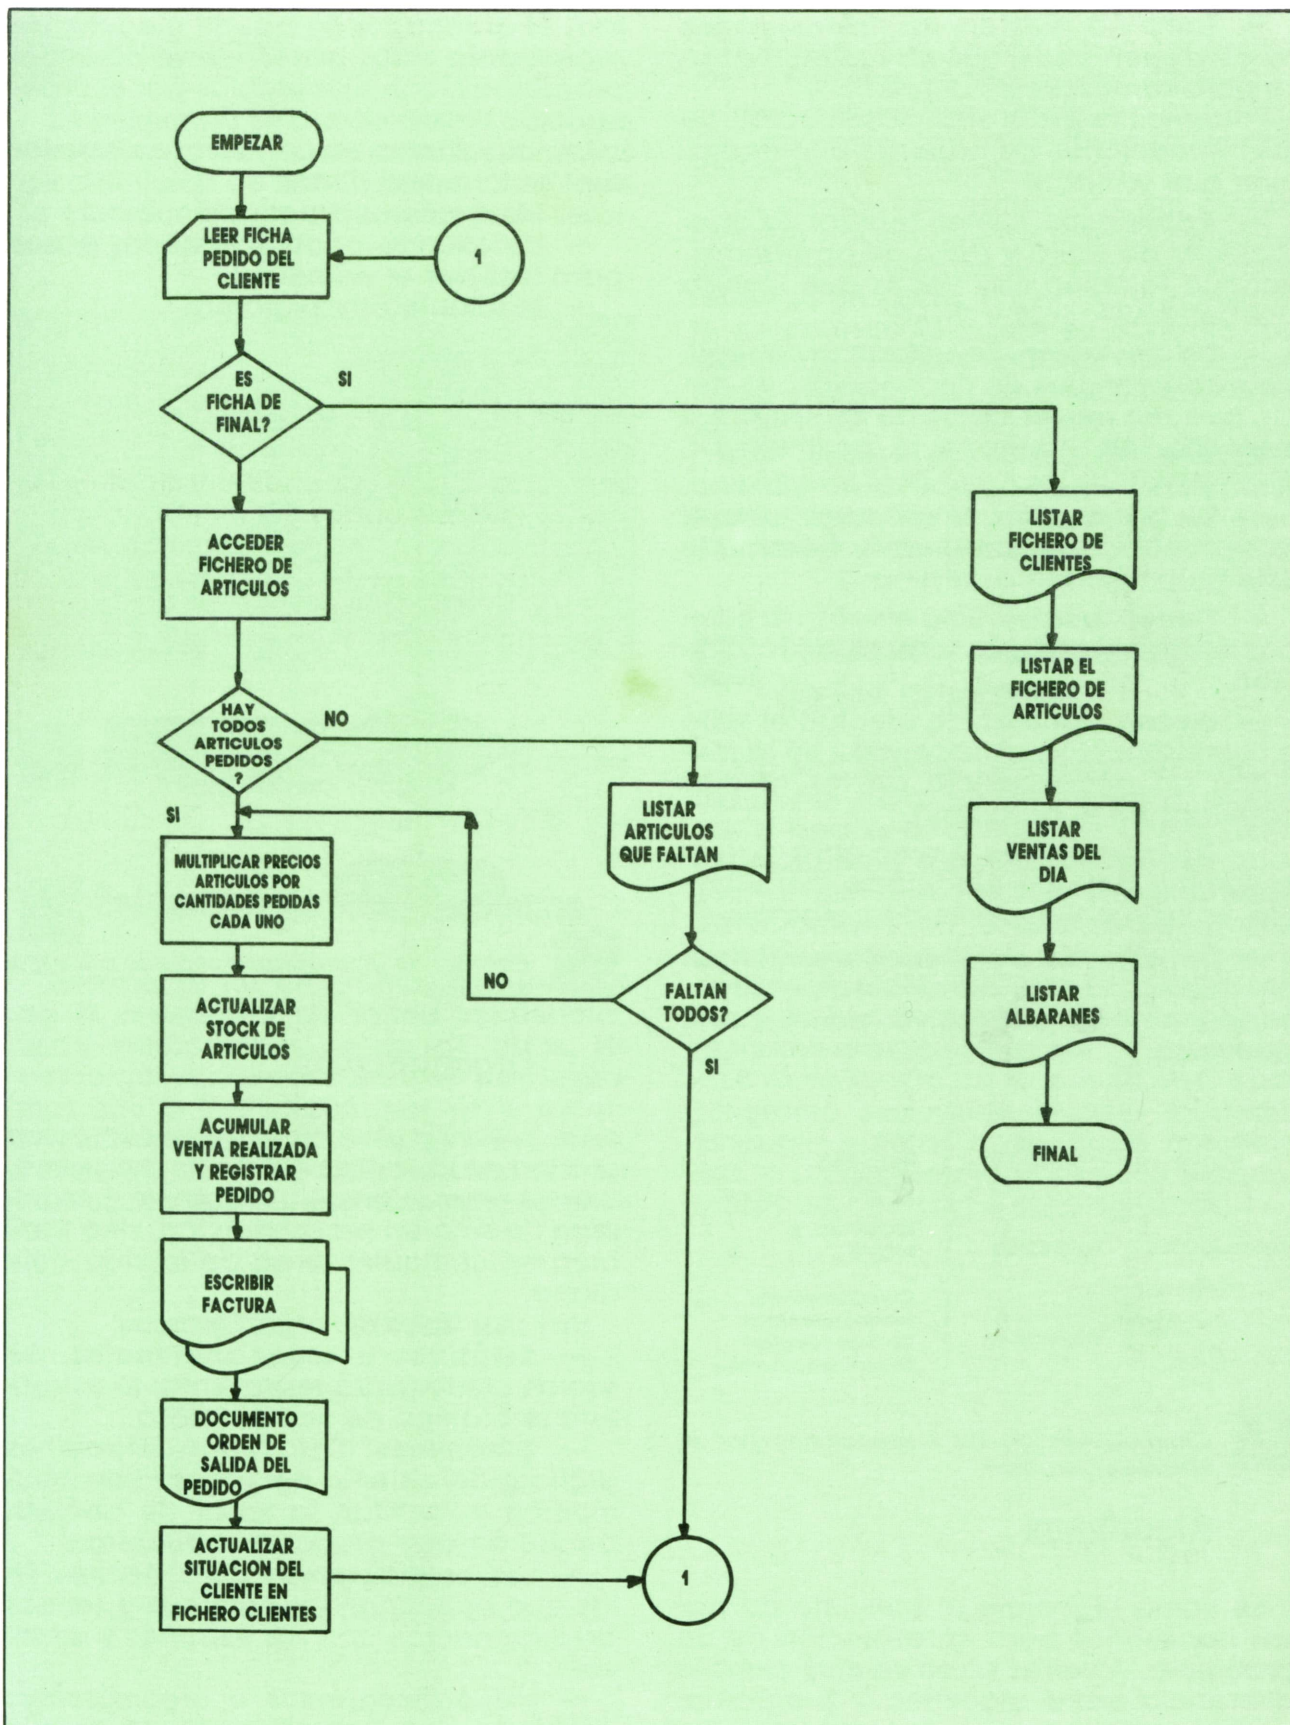 EMPEZAR
LEER FICHA
PEDIDO DEL
CLIENTE
1
ES
FICHA DE
FINAL?
SI
ACCEDER
FICHERO DE
ARTICULOS
HAY
TODOS
ARTICULOS
PEDIDOS
?
NO
SI
MULTIPLICAR PRECIOS
ARTICULOS POR
CANTIDADES PEDIDAS
CADA UNO
ACTUALIZAR
STOCK DE
ARTICULOS
ACUMULAR
VENTA REALIZADA
Y REGISTRAR
PEDIDO
ESCRIBIR
FACTURA
DOCUMENTO
ORDEN DE
SALIDA DEL
PEDIDO
ACTUALIZAR
SITUACION DEL
CLIENTE EN
FICHERO CLIENTES
LISTAR
ARTICULOS
QUE FALTAN
FALTAN
TODOS?
NO
SI
1
LISTAR
FICHERO DE
CLIENTES
LISTAR EL
FICHERO DE
ARTICULOS
LISTAR
VENTAS DEL
DIA
LISTAR
ALBARANES
FINAL